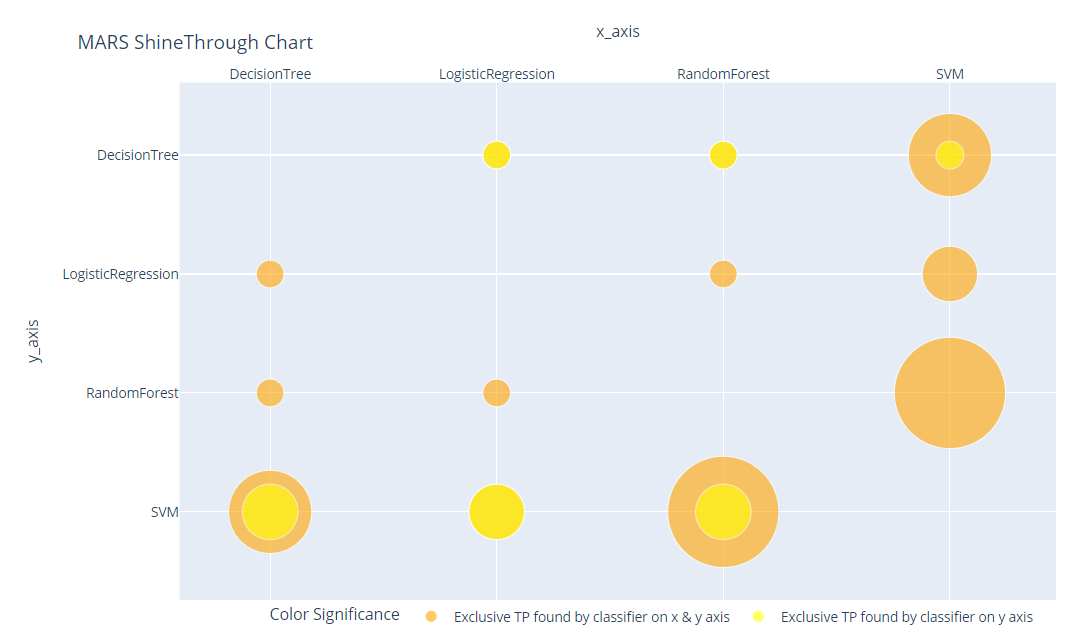 x_axis
MARS ShineThrough Chart
DecisionTree LogisticRegression RandomForest SVM
DecisionTree
LogisticRegression
y_axis
RandomForest
SVM
Color Significance Exclusive TP found by classifier on x & y axis Exclusive TP found by classifier on y axis